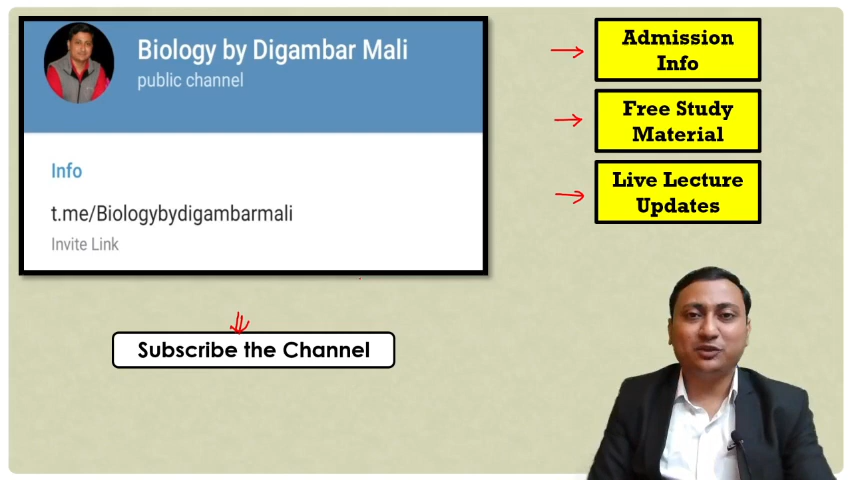 Biology by Digambar Mali
public channel
Info
t.me/Biologybydigambarmali
Invite Link
Admission
Info
Free Study
Material
Live Lecture
Updates
Subscribe the Channel